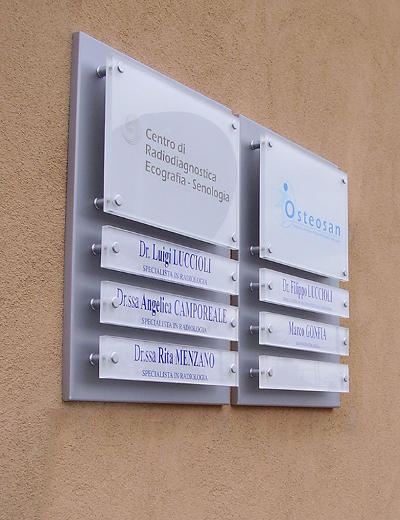 Centro di
Radiodiagnostica
Ecografia - Senologia
Dr. Luigi LUCCIOLI
SPECIALISTA IN RADIOLOGIA
Dr.ssa Angelica CAMPOREALE
SPECIALISTA IN RADIOLOGIA
Dr.ssa Rita MENZANO
SPECIALISTA IN RADIOLOGIA
Osteosan
Dr. Filippo LUCCIOLI
Marco GONFIA